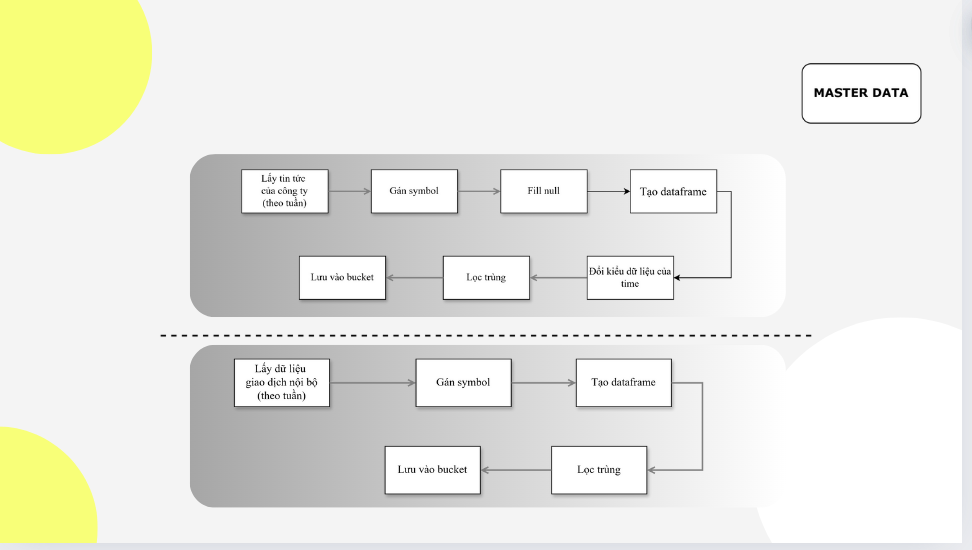 MASTER DATA
Lấy tin tức
của công ty
(theo tuần)
Gán symbol
Fill null
Tạo dataframe
Đổi kiểu dữ liệu của
time
Lọc trùng
Lưu vào bucket
Lấy dữ liệu
giao dịch nội bộ
(theo tuần)
Gán symbol
Tạo dataframe
Lọc trùng
Lưu vào bucket